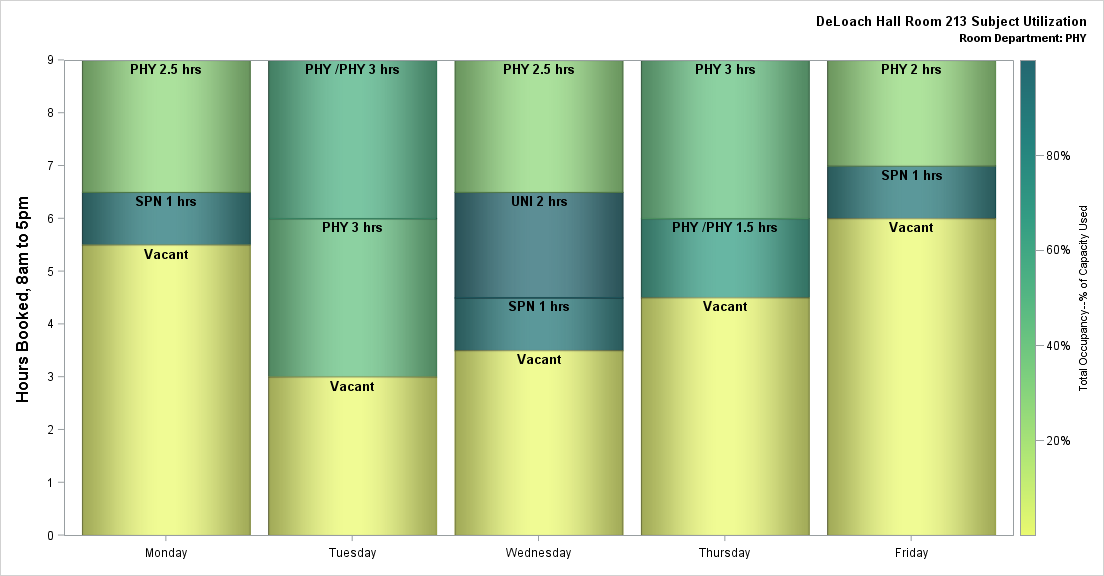 DeLoach Hall Room 213 Subject Utilization
Room Department: PHY
Hours Booked, 8am to 5pm
9
8
7
6
5
4
3
2
1
0
PHY 2.5 hrs
SPN 1 hrs
Vacant
Monday
PHY /PHY 3 hrs
PHY 3 hrs
Vacant
Tuesday
PHY 2.5 hrs
UNI 2 hrs
SPN 1 hrs
Vacant
Wednesday
PHY 3 hrs
PHY /PHY 1.5 hrs
Vacant
Thursday
PHY 2 hrs
SPN 1 hrs
Vacant
Friday
80%
60%
40%
20%
Total Occupancy--% of Capacity Used